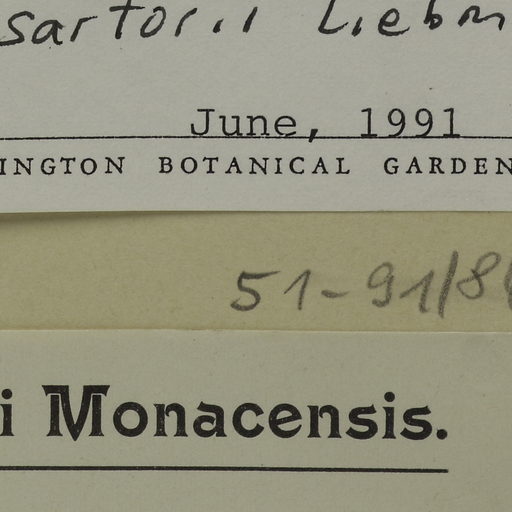 sartorii Liebm
June, 1991
INGTON BOTANICAL GARDEN
51-91/8
i Monacensis.